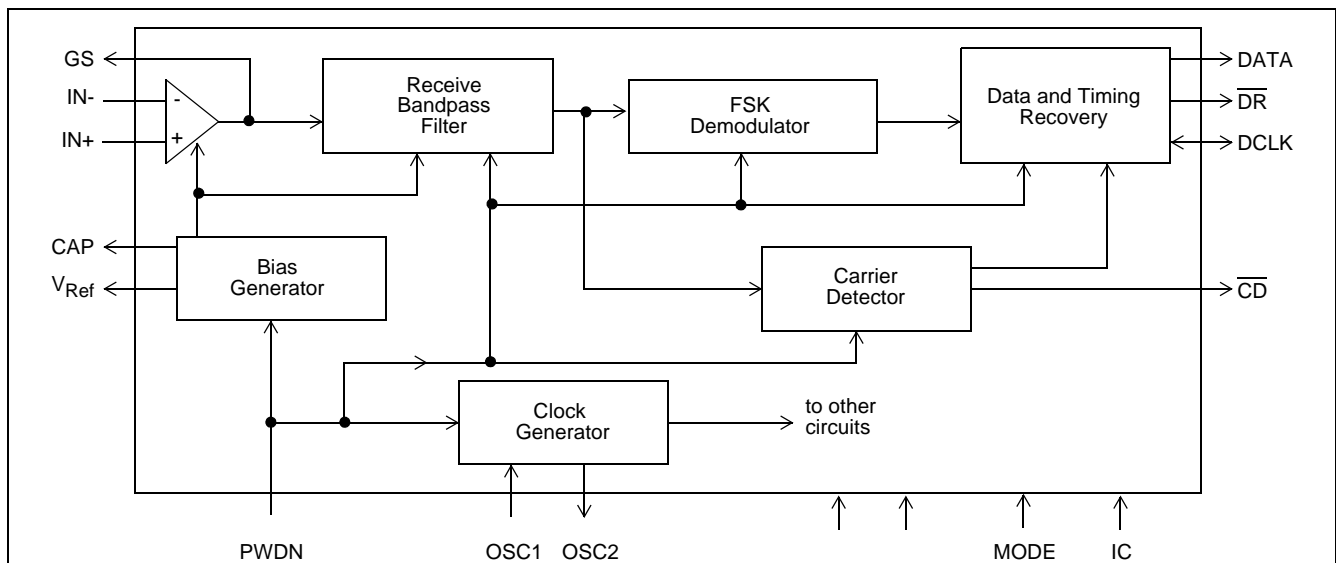 GS
IN-
IN+
-
+
Receive
Bandpass
Filter
FSK
Demodulator
Data and Timing
Recovery
DATA
DR
DCLK
CAP
VRef
Bias
Generator
Carrier
Detector
CD
Clock
Generator
to other
circuits
PWDN
OSC1
OSC2
MODE
IC